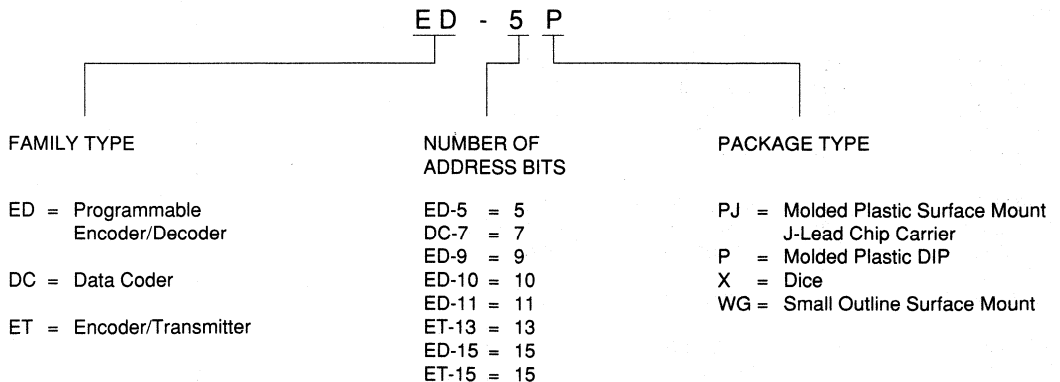 ED - 5 P
FAMILY TYPE
ED = Programmable
Encoder/Decoder
DC = Data Coder
ET = Encoder/Transmitter
NUMBER OF
ADDRESS BITS
ED-5 = 5
DC-7 = 7
ED-9 = 9
ED-10 = 10
ED-11 = 11
ET-13 = 13
ED-15 = 15
ET-15 = 15
PACKAGE TYPE
PJ = Molded Plastic Surface Mount
J-Lead Chip Carrier
P = Molded Plastic DIP
X = Dice
WG = Small Outline Surface Mount